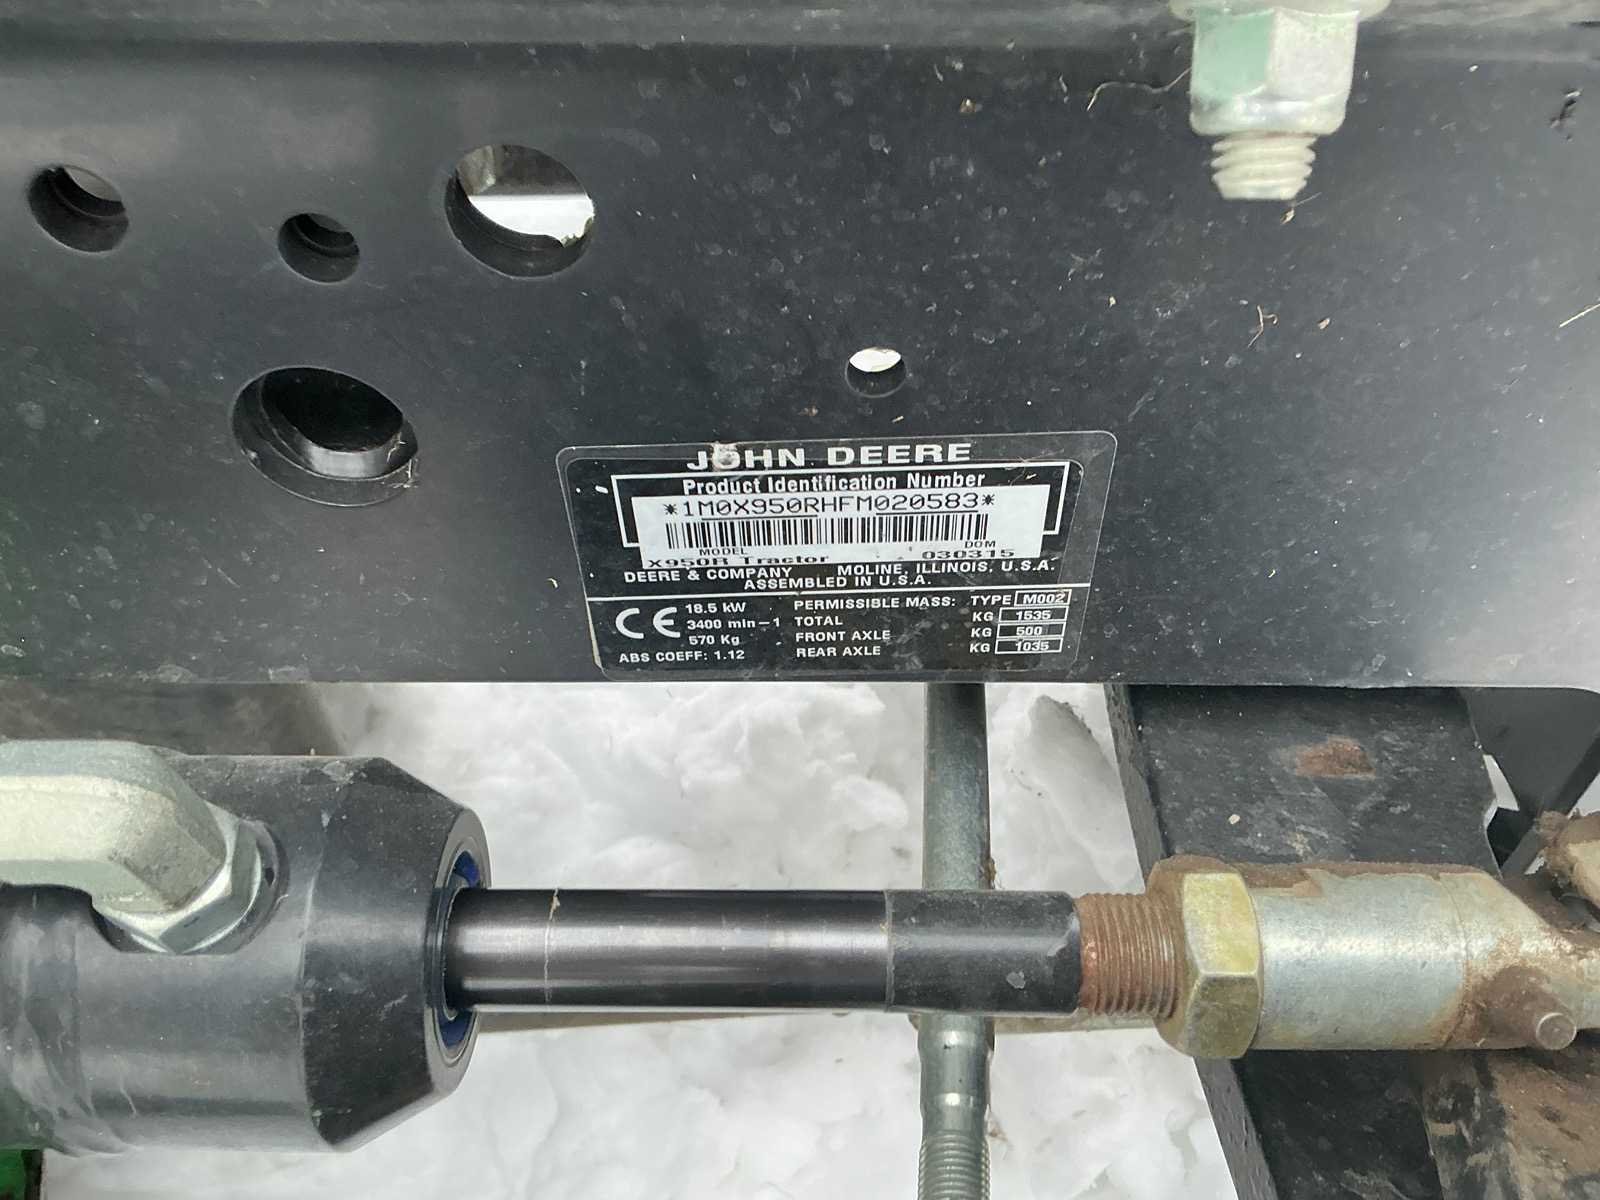 JOHN DEERE
Product Identification Number
*1M0X950RHFM020583*
MODEL DOM
X950R Tractor 030315
DEERE & COMPANY MOLINE, ILLINOIS, U.S.A.
ASSEMBLED IN U.S.A.
CE 18.5 kW PERMISSIBLE MASS: TYPE M002
3400 min-1 TOTAL KG 1535
570 Kg FRONT AXLE KG 500
ABS COEFF: 1.12 REAR AXLE KG 1035